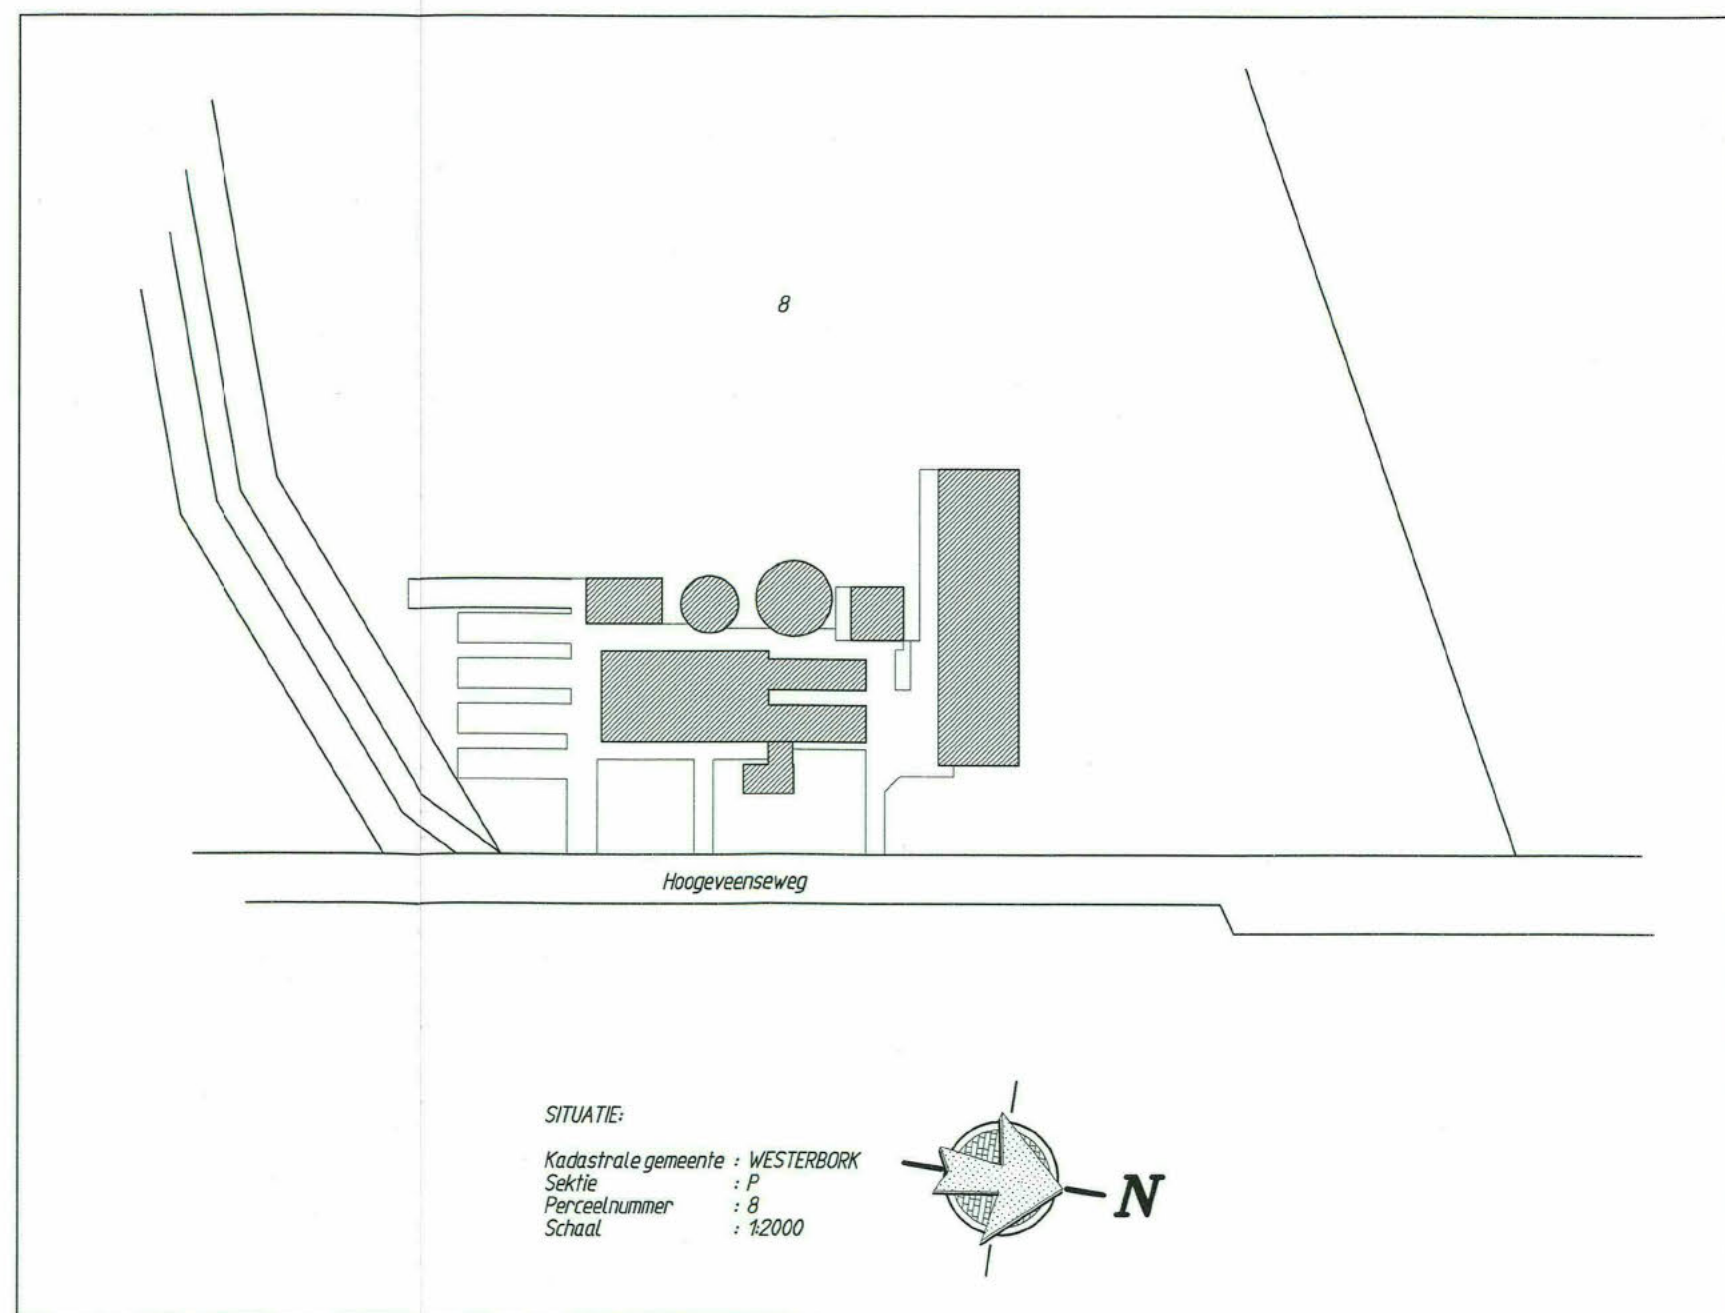 8
Hoogeveenseweg
SITUATIE:
Kadastrale gemeente : WESTERBORK
Sektie : P
Perceelnummer : 8
Schaal : 1:2000
N